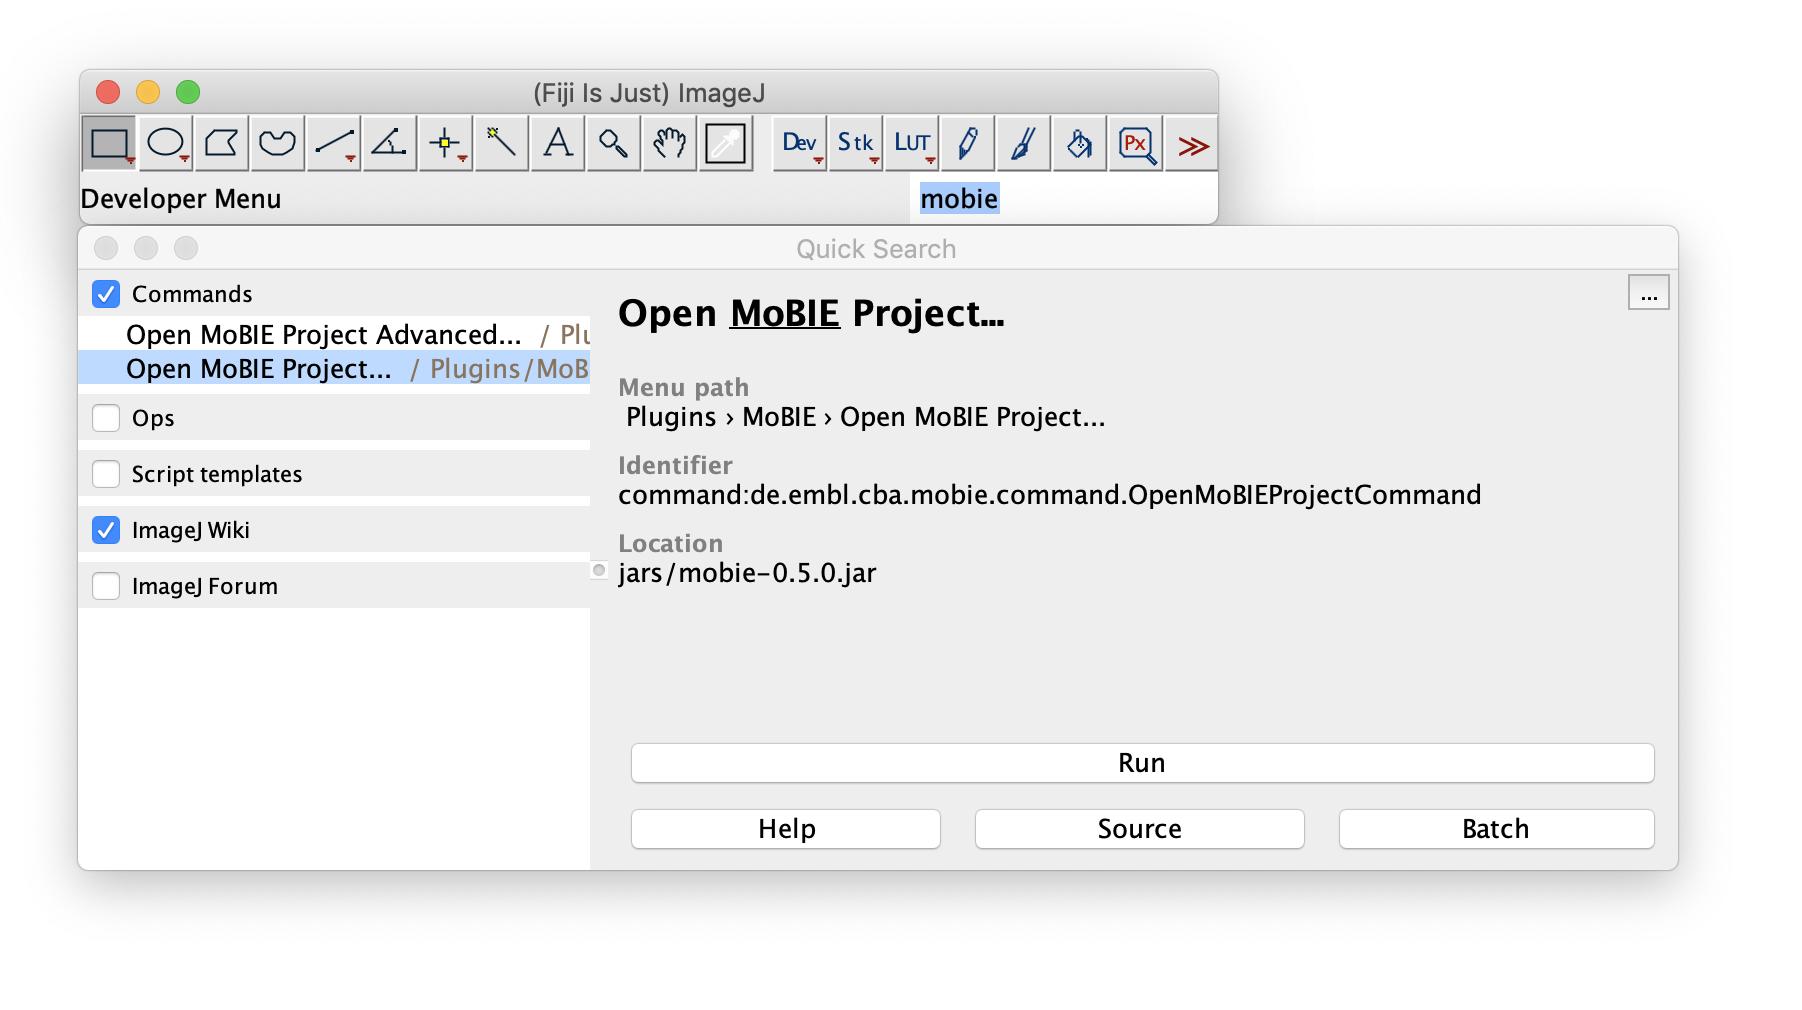 (Fiji Is Just) ImageJ
A Dev Stk LUT Px ≫
Developer Menu mobie
Quick Search
Commands
Open MoBIE Project Advanced... / Plu
Open MoBIE Project... / Plugins/MoB
Ops
Script templates
ImageJ Wiki
ImageJ Forum
...
Open MoBIE Project...
Menu path
Plugins › MoBIE › Open MoBIE Project...
Identifier
command:de.embl.cba.mobie.command.OpenMoBIEProjectCommand
Location
jars/mobie-0.5.0.jar
Run
Help Source Batch